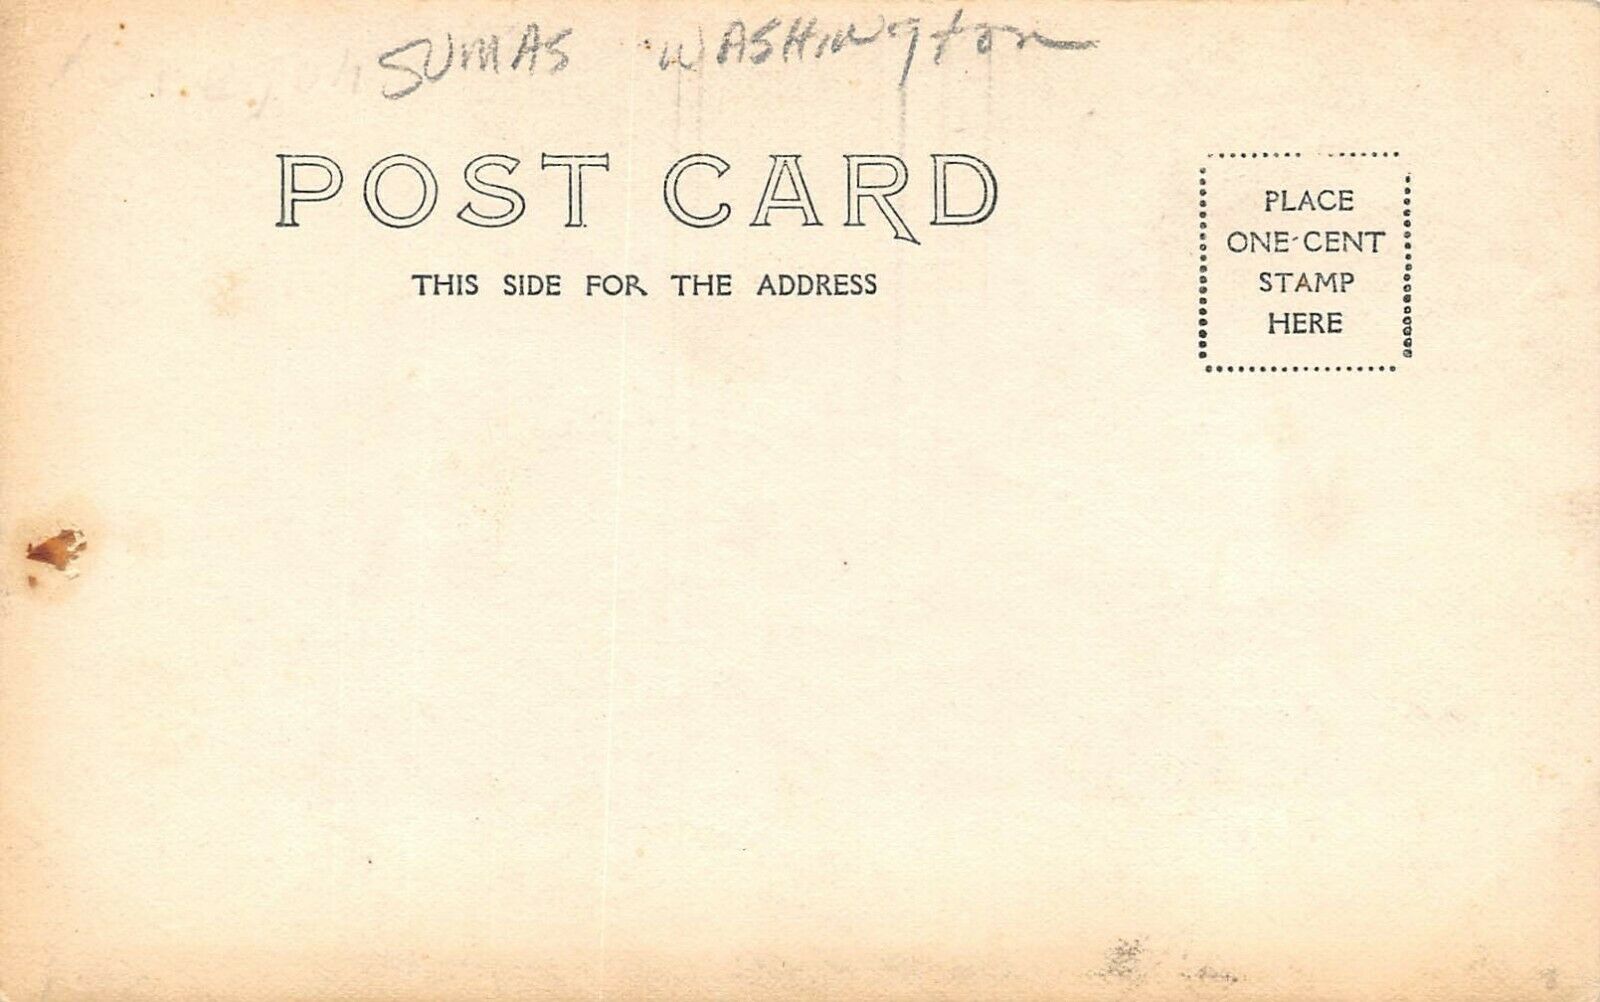 SUMAS WASHINgton
POST CARD
THIS SIDE FOR THE ADDRESS
PLACE
ONE-CENT
STAMP
HERE